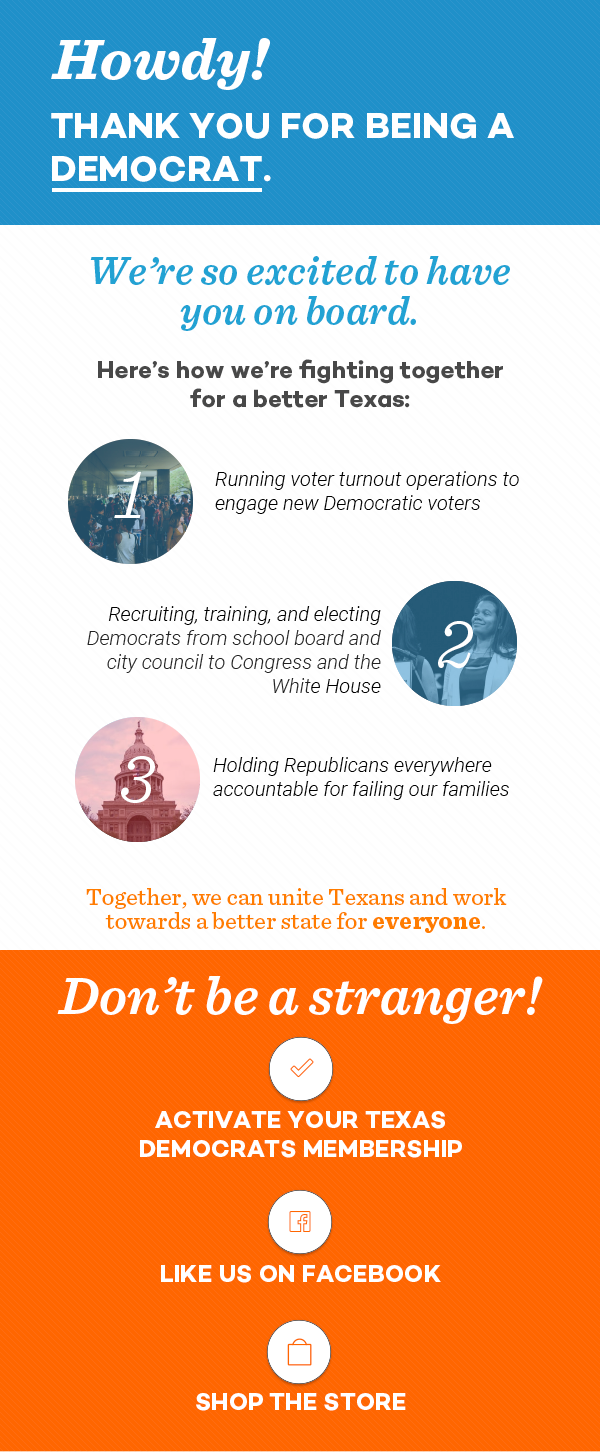 Howdy!
THANK YOU FOR BEING A
DEMOCRAT.
We’re so excited to have
you on board.
Here’s how we’re fighting together
for a better Texas:
1
Running voter turnout operations to
engage new Democratic voters
Recruiting, training, and electing
Democrats from school board and
city council to Congress and the
White House
2
3
Holding Republicans everywhere
accountable for failing our families
Together, we can unite Texans and work
towards a better state for everyone.
Don’t be a stranger!
ACTIVATE YOUR TEXAS
DEMOCRATS MEMBERSHIP
LIKE US ON FACEBOOK
SHOP THE STORE